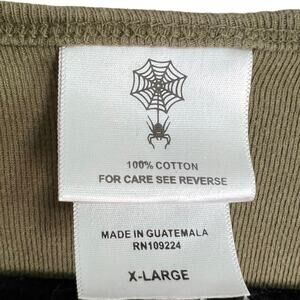 100% COTTON
FOR CARE SEE REVERSE
MADE IN GUATEMALA
RN109224
X-LARGE